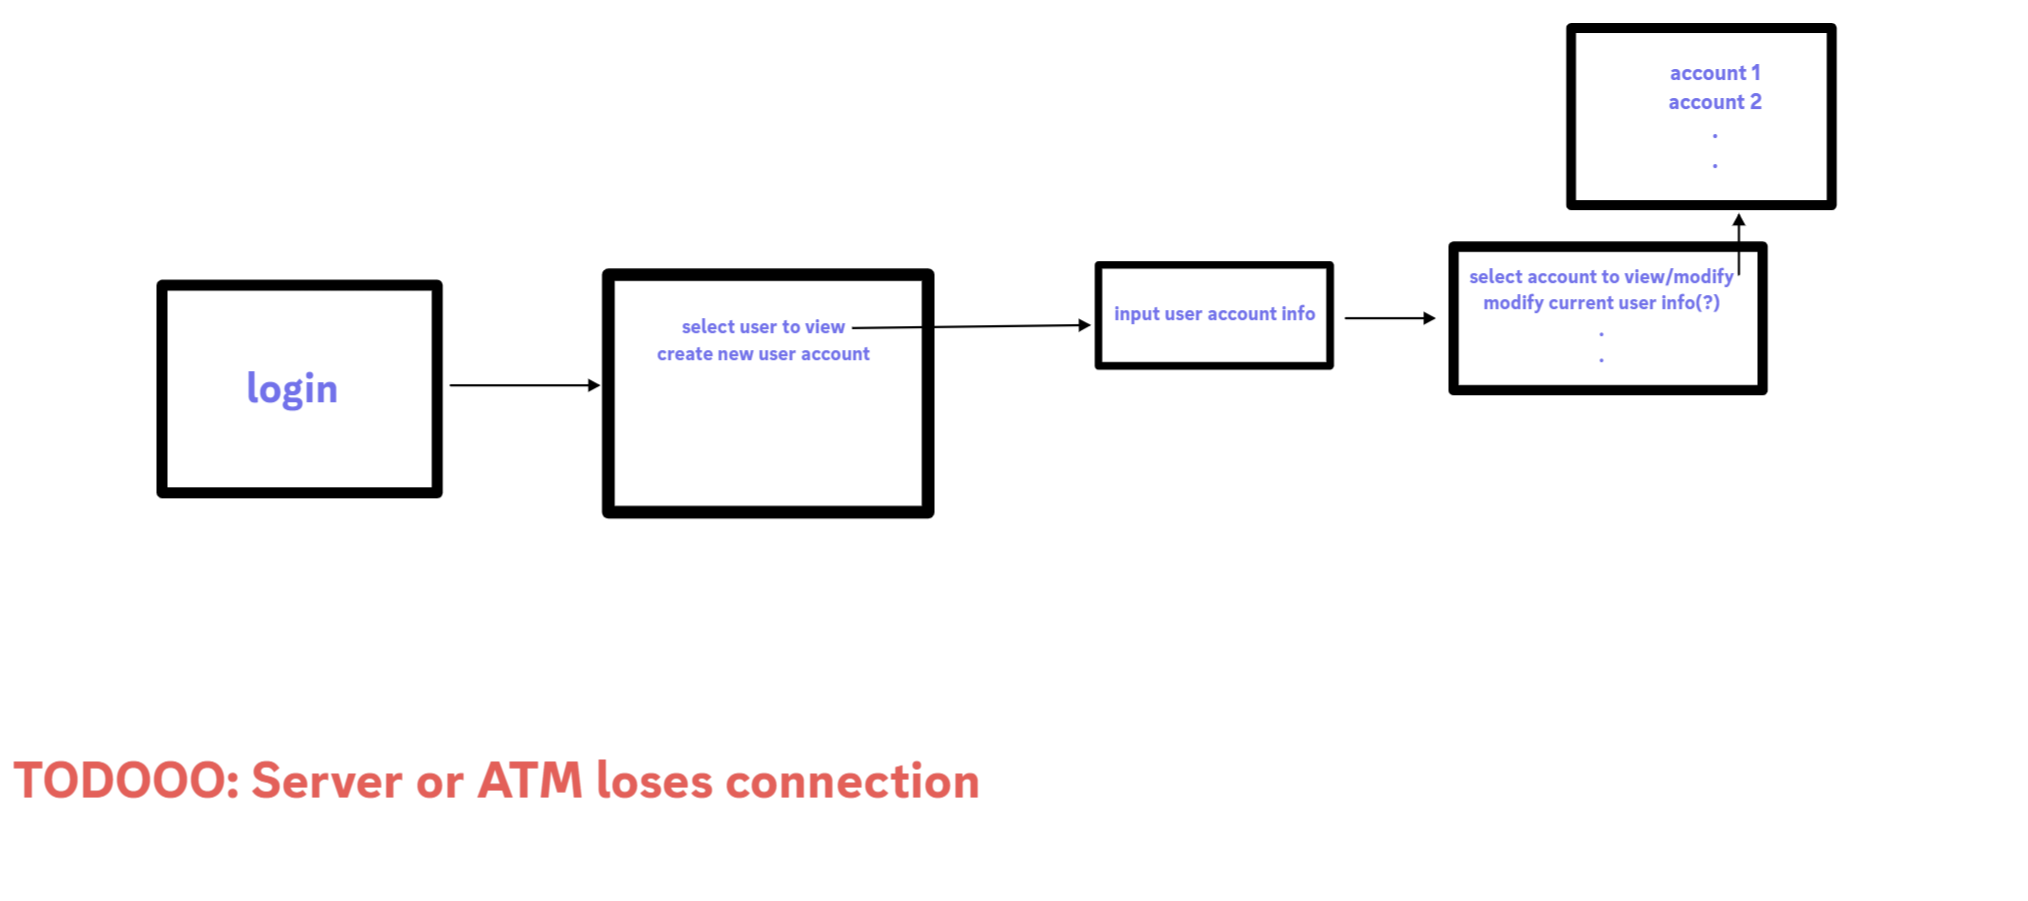 login
select user to view
create new user account
input user account info
select account to view/modify
modify current user info(?)
.
.
account 1
account 2
.
.
TODOOO: Server or ATM loses connection